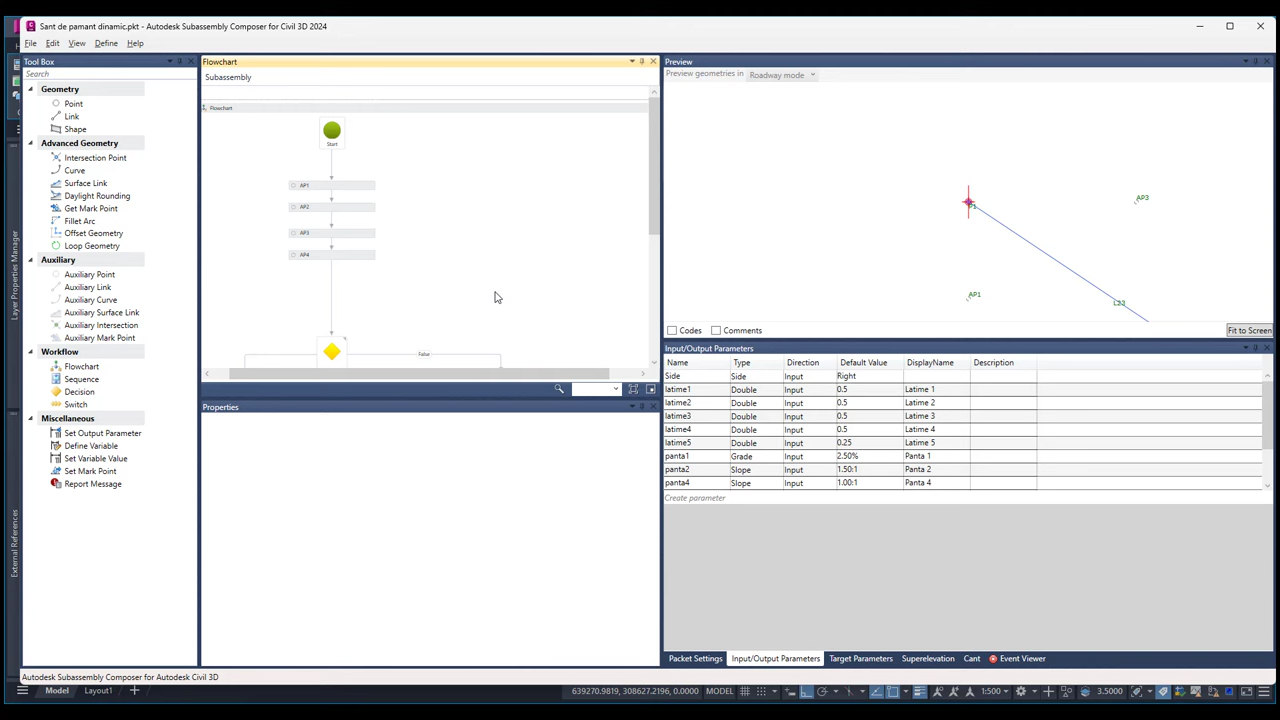 Sant de pamant dinamic.pkt - Autodesk Subassembly Composer for Civil 3D 2024
File Edit View Define Help
Tool Box
Search
Geometry
Point
Link
Shape
Advanced Geometry
Intersection Point
Curve
Surface Link
Daylight Rounding
Get Mark Point
Fillet Arc
Offset Geometry
Loop Geometry
Auxiliary
Auxiliary Point
Auxiliary Link
Auxiliary Curve
Auxiliary Surface Link
Auxiliary Intersection
Auxiliary Mark Point
Workflow
Flowchart
Sequence
Decision
Switch
Miscellaneous
Set Output Parameter
Define Variable
Set Variable Value
Set Mark Point
Report Message
Flowchart
Subassembly
Flowchart
Start
AP1
AP2
AP3
AP4
False
Properties
Preview
Preview geometries in Roadway mode
P1
AP3
AP1
L23
Codes Comments Fit to Screen
Input/Output Parameters
Name Type Direction Default Value DisplayName Description
Side Side Input Right
latime1 Double Input 0.5 Latime 1
latime2 Double Input 0.5 Latime 2
latime3 Double Input 0.5 Latime 3
latime4 Double Input 0.5 Latime 4
latime5 Double Input 0.25 Latime 5
panta1 Grade Input 2.50% Panta 1
panta2 Slope Input 1.50:1 Panta 2
panta4 Slope Input 1.00:1 Panta 4
Create parameter
Packet Settings Input/Output Parameters Target Parameters Superelevation Cant Event Viewer
Autodesk Subassembly Composer for Autodesk Civil 3D
Layer Properties Manager
External References
Model Layout1 639270.9819, 308627.2196, 0.0000 MODEL 1:500 3.5000